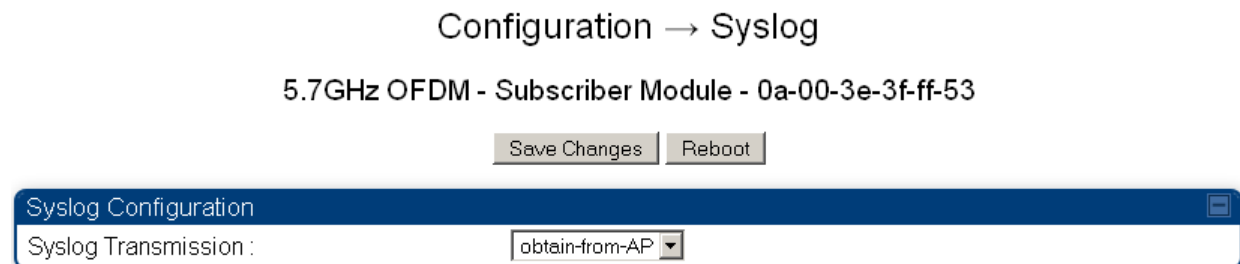 Configuration → Syslog
5.7GHz OFDM - Subscriber Module - 0a-00-3e-3f-ff-53
Save Changes Reboot
Syslog Configuration
Syslog Transmission : obtain-from-AP